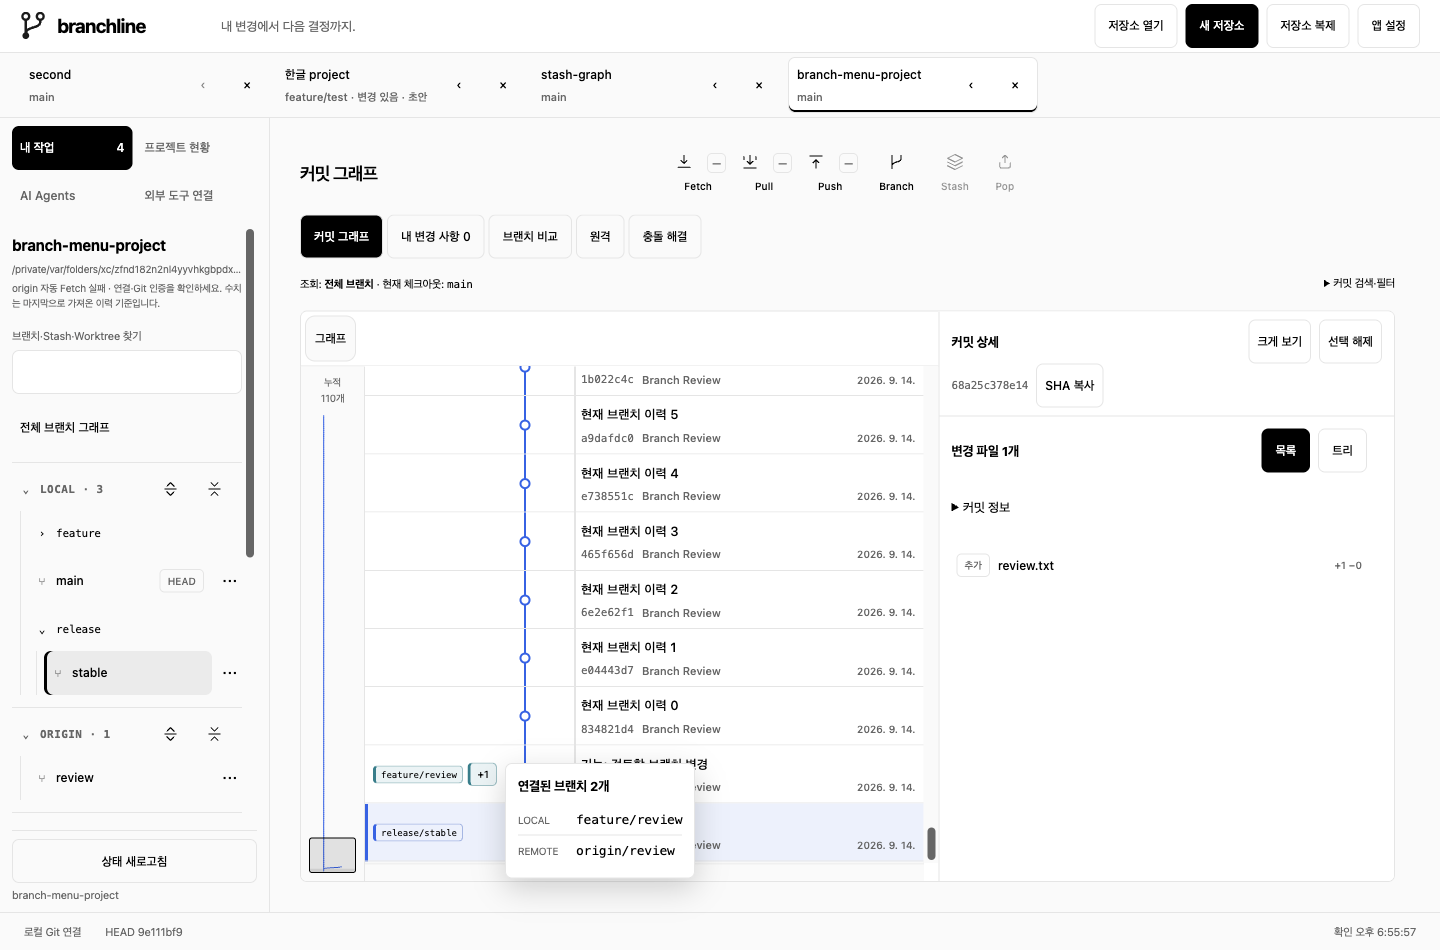 branchline
내 변경에서 다음 결정까지.
저장소 열기
새 저장소
저장소 복제
앱 설정
second
main
한글 project
feature/test · 변경 있음 · 초안
stash-graph
main
branch-menu-project
main
내 작업 4
프로젝트 현황
AI Agents
외부 도구 연결
branch-menu-project
/private/var/folders/xc/zfnd182n2nl4yyvhkgbpdx...
origin 자동 Fetch 실패 · 연결·Git 인증을 확인하세요. 수치
는 마지막으로 가져온 이력 기준입니다.
브랜치·Stash·Worktree 찾기
전체 브랜치 그래프
LOCAL · 3
feature
main HEAD
release
stable
ORIGIN · 1
review
상태 새로고침
branch-menu-project
커밋 그래프
Fetch
Pull
Push
Branch
Stash
Pop
커밋 그래프
내 변경 사항 0
브랜치 비교
원격
충돌 해결
조회: 전체 브랜치 · 현재 체크아웃: main
▶ 커밋 검색·필터
그래프
누적
110개
1b022c4c Branch Review 2026. 9. 14.
현재 브랜치 이력 5
a9dafdc0 Branch Review 2026. 9. 14.
현재 브랜치 이력 4
e738551c Branch Review 2026. 9. 14.
현재 브랜치 이력 3
465f656d Branch Review 2026. 9. 14.
현재 브랜치 이력 2
6e2e62f1 Branch Review 2026. 9. 14.
현재 브랜치 이력 1
e04443d7 Branch Review 2026. 9. 14.
현재 브랜치 이력 0
834821d4 Branch Review 2026. 9. 14.
feature/review +1
2026. 9. 14.
release/stable
2026. 9. 14.
연결된 브랜치 2개
LOCAL feature/review
REMOTE origin/review
커밋 상세
크게 보기
선택 해제
68a25c378e14
SHA 복사
변경 파일 1개
목록
트리
▶ 커밋 정보
추가 review.txt +1 −0
로컬 Git 연결
HEAD 9e111bf9
확인 오후 6:55:57